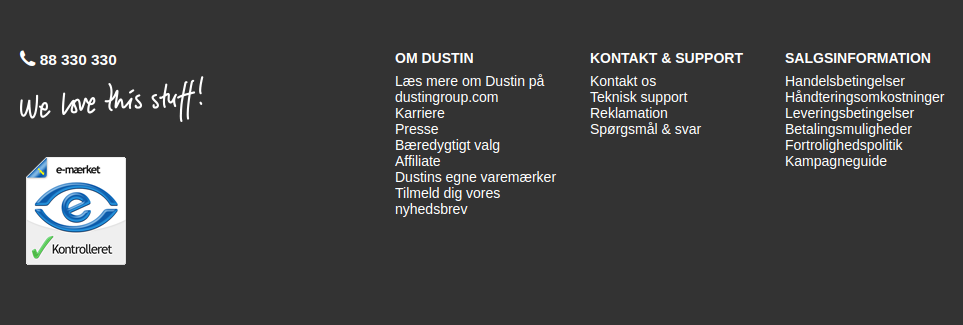 88 330 330
We love this stuff!
e-mærket
e
Kontrolleret
OM DUSTIN
Læs mere om Dustin på
dustingroup.com
Karriere
Presse
Bæredygtigt valg
Affiliate
Dustins egne varemærker
Tilmeld dig vores
nyhedsbrev
KONTAKT & SUPPORT
Kontakt os
Teknisk support
Reklamation
Spørgsmål & svar
SALGSINFORMATION
Handelsbetingelser
Håndteringsomkostninger
Leveringsbetingelser
Betalingsmuligheder
Fortrolighedspolitik
Kampagneguide